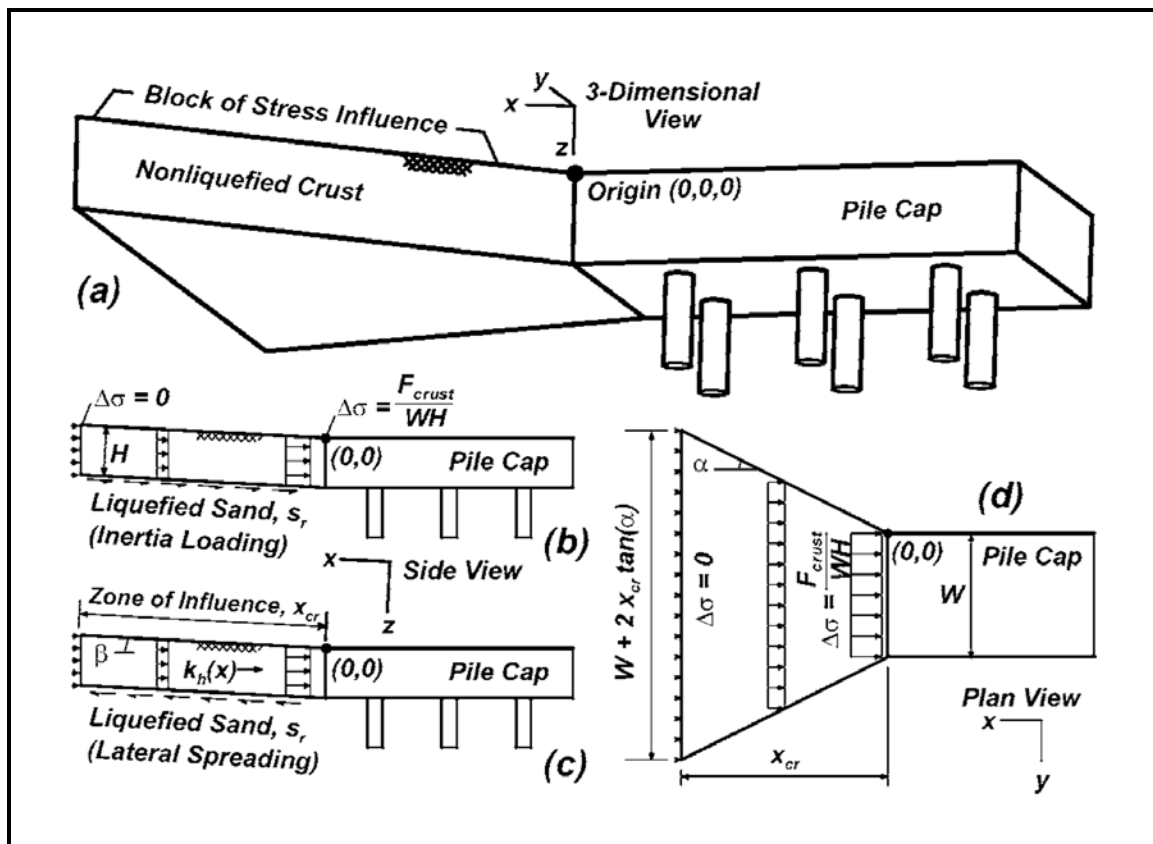 y
x
3-Dimensional
View
Block of Stress Influence
z
Nonliquefied Crust
Origin (0,0,0)
Pile Cap
(a)
Δσ = 0
Δσ = F_crust
WH
H
(0,0)
Pile Cap
Liquefied Sand, s_r
(Inertia Loading)
(b)
x
Side View
z
Zone of Influence, x_cr
β
k_h(x)
(0,0)
Pile Cap
Liquefied Sand, s_r
(Lateral Spreading)
(c)
α
(d)
W + 2 x_cr tan(α)
Δσ = 0
Δσ = F_crust
WH
(0,0)
Pile Cap
W
Plan View
x
y
x_cr